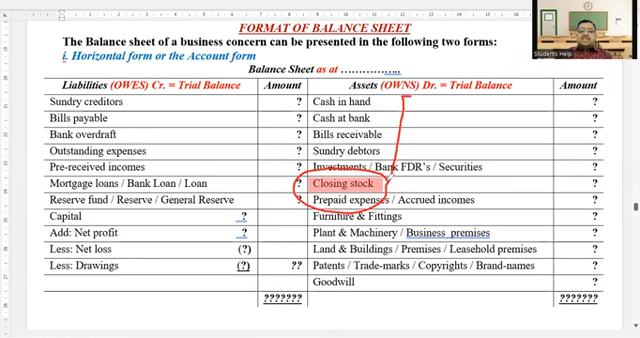 FORMAT OF BALANCE SHEET
The Balance sheet of a business concern can be presented in the following two forms:
i. Horizontal form or the Account form
Balance Sheet as at ……………..
Liabilities (OWES) Cr. = Trial Balance Amount Assets (OWNS) Dr. = Trial Balance Amount
Sundry creditors ? Cash in hand ?
Bills payable ? Cash at bank ?
Bank overdraft ? Bills receivable ?
Outstanding expenses ? Sundry debtors ?
Pre-received incomes ? Investments / Bank FDR's / Securities ?
Mortgage loans / Bank Loan / Loan ? Closing stock ?
Reserve fund / Reserve / General Reserve ? Prepaid expenses / Accrued incomes ?
Capital ? Furniture & Fittings ?
Add: Net profit ? Plant & Machinery / Business premises ?
Less: Net loss (?) Land & Buildings / Premises / Leasehold premises ?
Less: Drawings (?) ?? Patents / Trade-marks / Copyrights / Brand-names ?
Goodwill ?
??????? ???????
Students Help